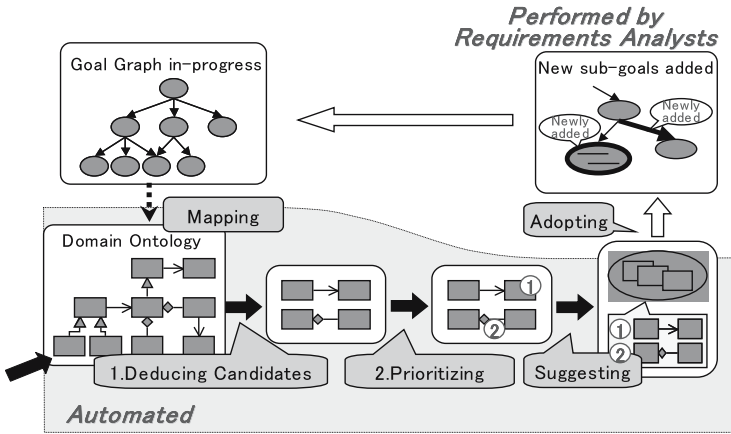 Performed by
Requirements Analysts
Goal Graph in-progress
New sub-goals added
Newly
added
Newly
added
Mapping
Adopting
Domain Ontology
1
2
1
2
1.Deducing Candidates
2.Prioritizing
Suggesting
Automated